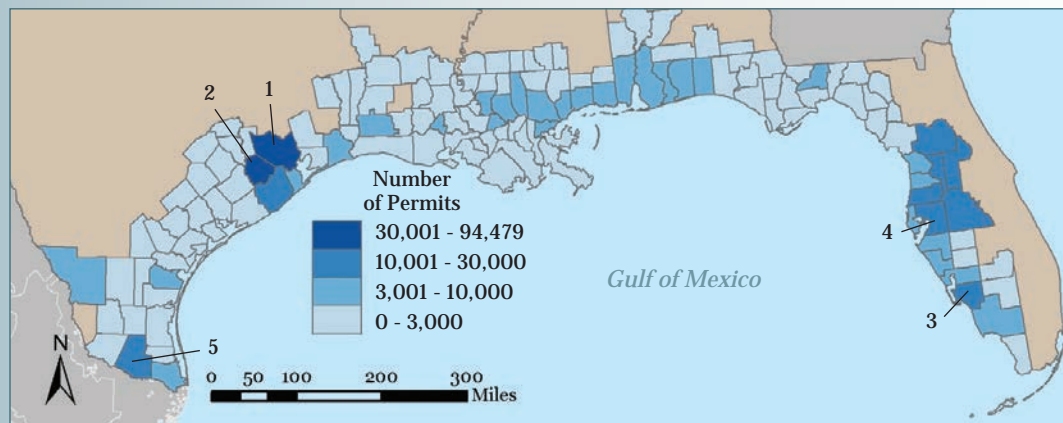 1
2
Number
of Permits
30,001 - 94,479
10,001 - 30,000
3,001 - 10,000
0 - 3,000
Gulf of Mexico
4
3
5
N
0 50 100 200 300
Miles